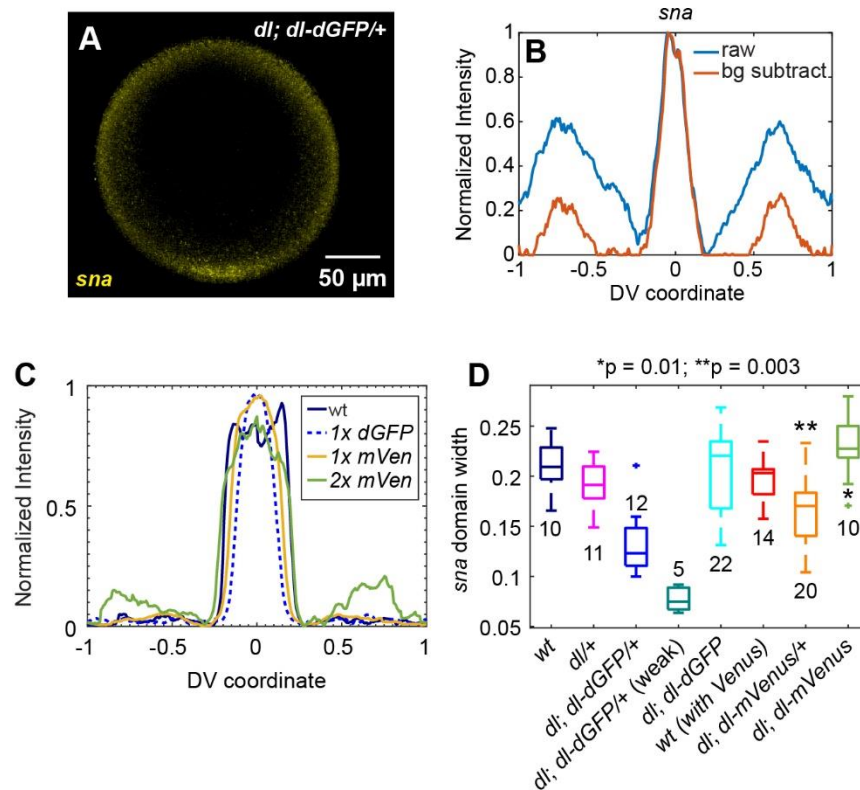 A
dl; dl-dGFP/+
sna
50 μm
B
sna
raw
bg subtract
Normalized Intensity
1
0.8
0.6
0.4
0.2
0
-1
-0.5
0
0.5
1
DV coordinate
C
wt
1x dGFP
1x mVen
2x mVen
Normalized Intensity
1
0.5
0
-1
-0.5
0
0.5
1
DV coordinate
D
*p = 0.01; **p = 0.003
sna domain width
0.25
0.2
0.15
0.1
0.05
10
11
12
5
22
14
**
20
*
10
wt
dl/+
dl; dl-dGFP/+
dl; dl-dGFP/+ (weak)
dl; dl-dGFP
wt (with Venus)
dl; dl-mVenus/+
dl; dl-mVenus